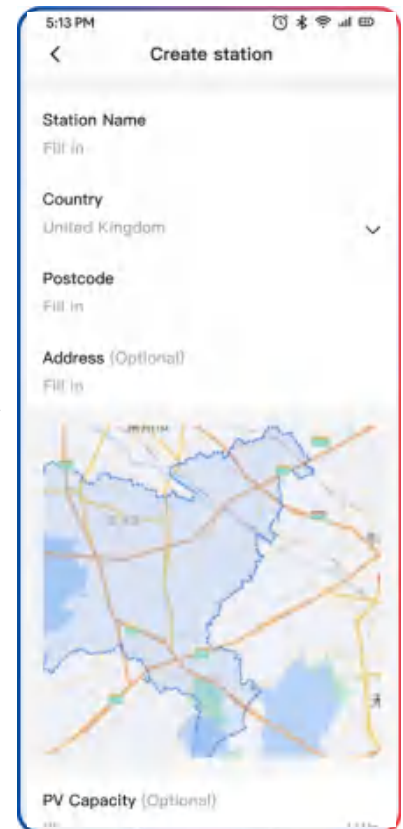 5:13 PM
Create station
Station Name
Fill in
Country
United Kingdom
Postcode
Fill in
Address (Optional)
Fill in
PV Capacity (Optional)